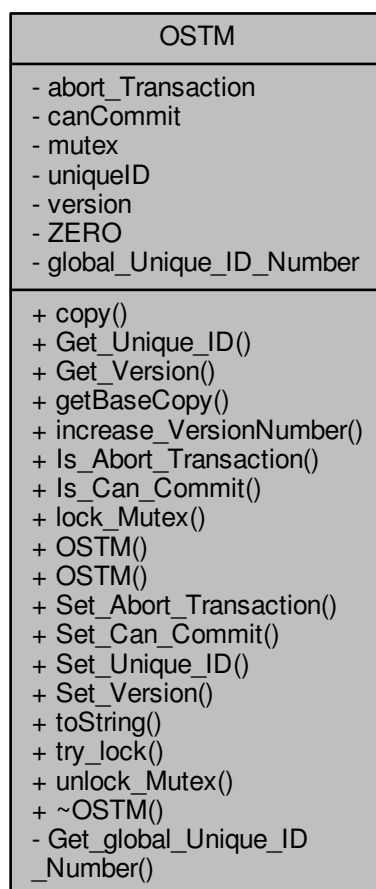 OSTM
- abort_Transaction
- canCommit
- mutex
- uniqueID
- version
- ZERO
- global_Unique_ID_Number
+ copy()
+ Get_Unique_ID()
+ Get_Version()
+ getBaseCopy()
+ increase_VersionNumber()
+ Is_Abort_Transaction()
+ Is_Can_Commit()
+ lock_Mutex()
+ OSTM()
+ OSTM()
+ Set_Abort_Transaction()
+ Set_Can_Commit()
+ Set_Unique_ID()
+ Set_Version()
+ toString()
+ try_lock()
+ unlock_Mutex()
+ ~OSTM()
- Get_global_Unique_ID
_Number()